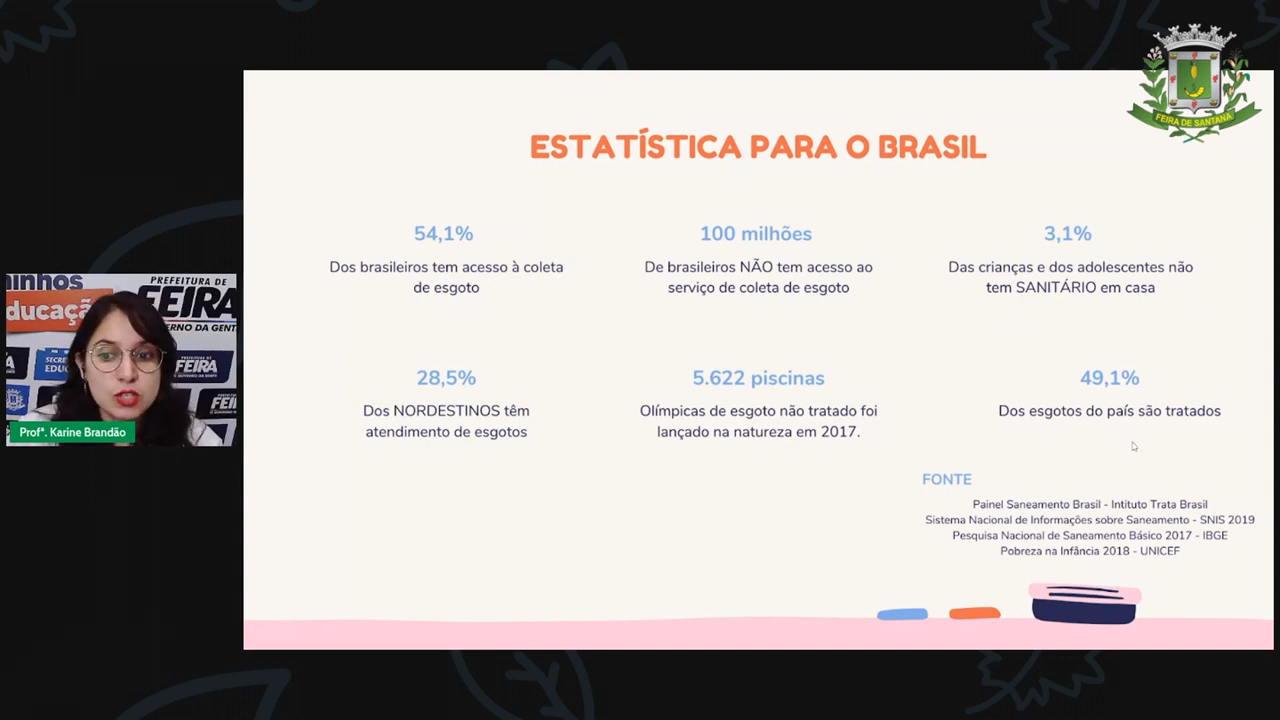 FEIRA DE SANTANA
ESTATÍSTICA PARA O BRASIL
54,1%
Dos brasileiros tem acesso à coleta
de esgoto
100 milhões
De brasileiros NÃO tem acesso ao
serviço de coleta de esgoto
3,1%
Das crianças e dos adolescentes não
tem SANITÁRIO em casa
28,5%
Dos NORDESTINOS têm
atendimento de esgotos
5.622 piscinas
Olímpicas de esgoto não tratado foi
lançado na natureza em 2017.
49,1%
Dos esgotos do país são tratados
FONTE
Painel Saneamento Brasil - Intituto Trata Brasil
Sistema Nacional de Informações sobre Saneamento - SNIS 2019
Pesquisa Nacional de Saneamento Básico 2017 - IBGE
Pobreza na Infância 2018 - UNICEF
PREFEITURA DE
FEIRA
Profª. Karine Brandão